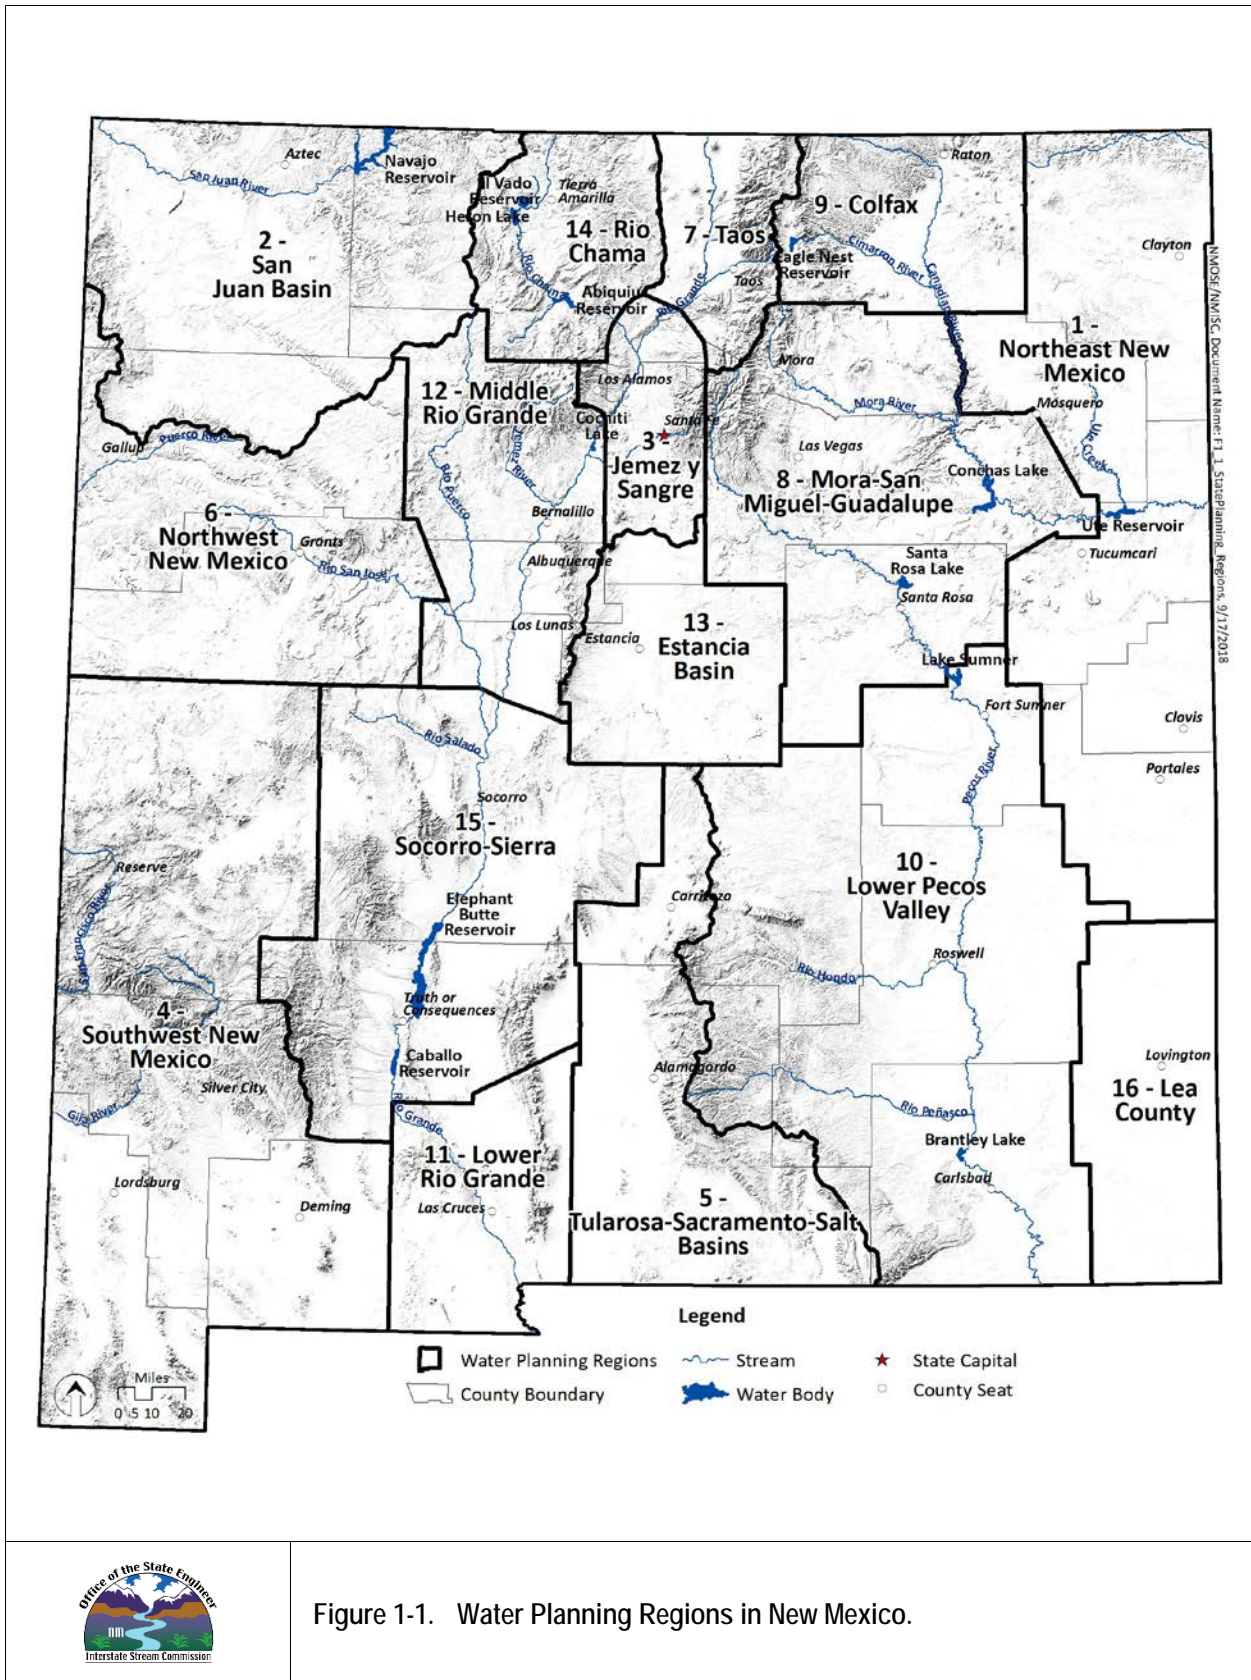 Aztec
Navajo
Reservoir
San Juan River
2 -
San
Juan Basin
El Vado
Reservoir
Heron Lake
Tierra
Amarilla
14 - Rio
Chama
Rio Chama
Abiquiu
Reservoir
7 - Taos
Taos
Rio Grande
Raton
9 - Colfax
Eagle Nest
Reservoir
Cimarron River
Canadian River
Clayton
1 -
Northeast New
Mexico
Mosquero
Ute Creek
NMOSE/NMISC, Document Name: F1_1_StatePlanning_Regions, 9/17/2018
12 - Middle
Rio Grande
Los Alamos
Cochiti
Lake
Santa Fe
3 -
Jemez y
Sangre
Jemez River
Rio Puerco
Bernalillo
Albuquerque
Los Lunas
Mora
Mora River
Las Vegas
8 - Mora-San
Miguel-Guadalupe
Conchas Lake
Ute Reservoir
Tucumcari
Santa
Rosa Lake
Santa Rosa
Gallup
Puerco River
6 -
Northwest
New Mexico
Grants
Rio San Jose
Estancia
13 -
Estancia
Basin
Lake Sumner
Fort Sumner
Clovis
Portales
Pecos River
Rio Salado
Socorro
15 -
Socorro-Sierra
Elephant
Butte
Reservoir
Truth or
Consequences
Caballo
Reservoir
Rio Grande
Reserve
San Francisco River
4 -
Southwest New
Mexico
Silver City
Gila River
Lordsburg
Deming
11 - Lower
Rio Grande
Las Cruces
Carrizozo
Alamogordo
5 -
Tularosa-Sacramento-Salt
Basins
10 -
Lower Pecos
Valley
Roswell
Rio Hondo
Rio Peñasco
Brantley Lake
Carlsbad
Lovington
16 - Lea
County
Legend
Water Planning Regions
Stream
State Capital
County Boundary
Water Body
County Seat
Miles
0 5 10 20
Office of the State Engineer
nm
Interstate Stream Commission
Figure 1-1. Water Planning Regions in New Mexico.